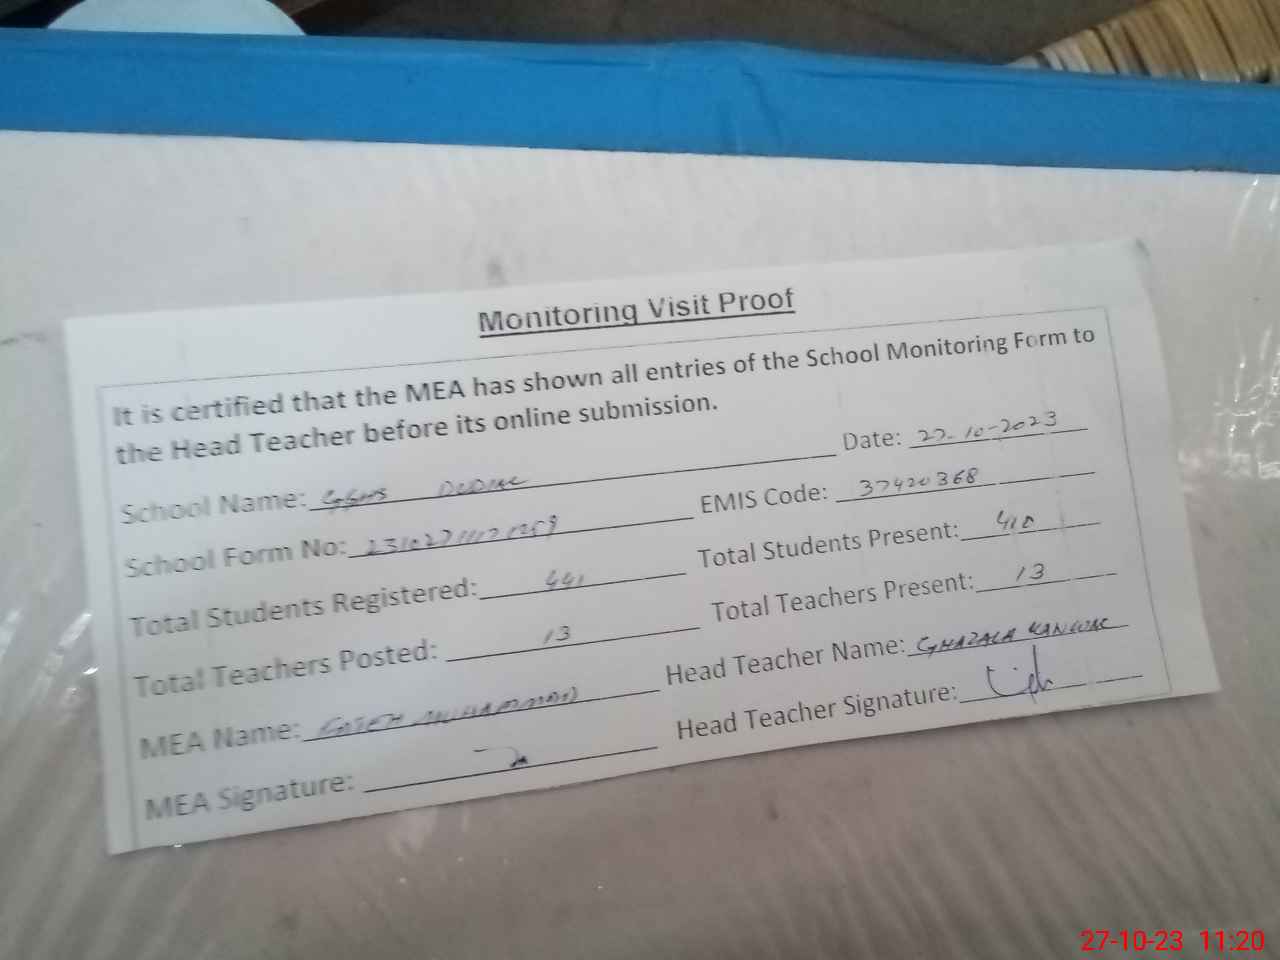 Monitoring Visit Proof
It is certified that the MEA has shown all entries of the School Monitoring Form to
the Head Teacher before its online submission.
School Name: Date: 27-10-2023
School Form No: EMIS Code: 37420368
Total Students Registered: 441 Total Students Present: 410
Total Teachers Posted: 13 Total Teachers Present: 13
MEA Name: MUHAMMAD Head Teacher Name: GHAZALA KANWAL
MEA Signature: Head Teacher Signature:
27-10-23 11:20